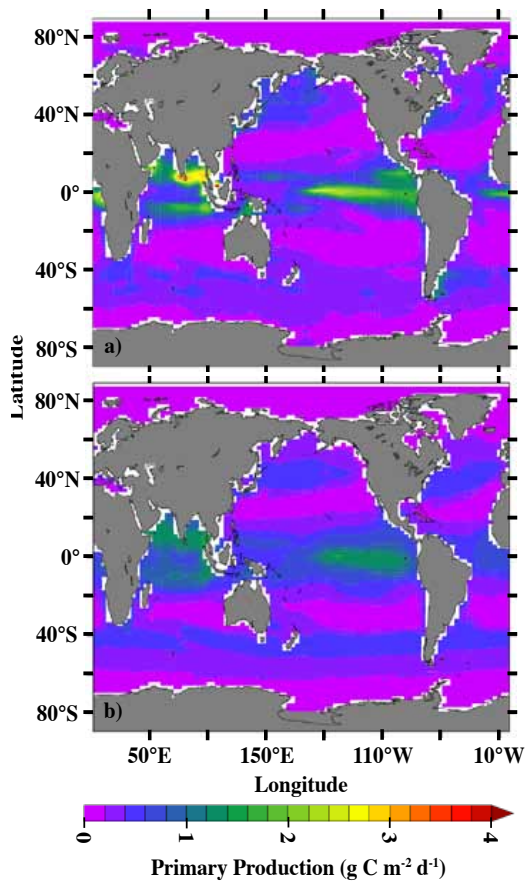 80°N
40°N
0°
40°S
80°S
a)
Latitude
80°N
40°N
0°
40°S
80°S
b)
50°E 150°E 110°W 10°W
Longitude
0 1 2 3 4
Primary Production (g C m⁻² d⁻¹)